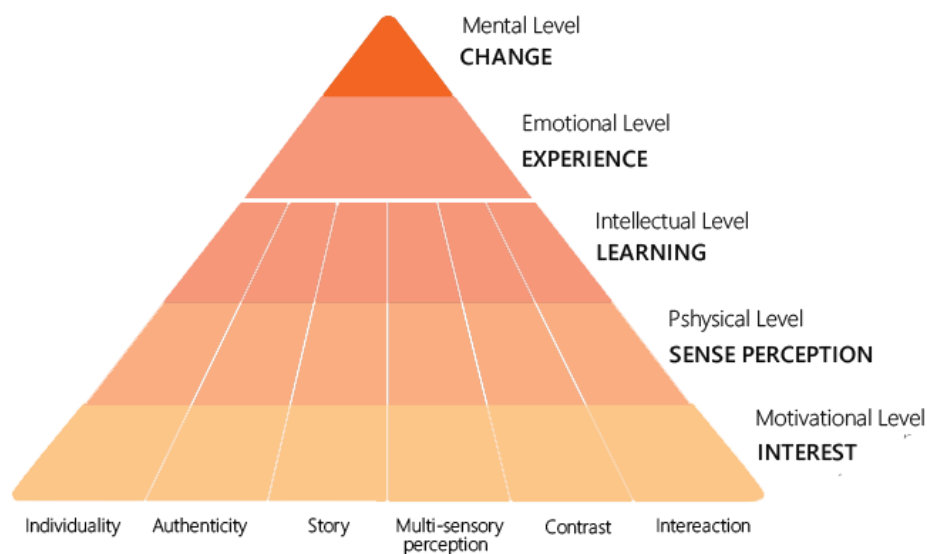 Mental Level
CHANGE
Emotional Level
EXPERIENCE
Intellectual Level
LEARNING
Pshysical Level
SENSE PERCEPTION
Motivational Level
INTEREST
Individuality
Authenticity
Story
Multi-sensory
perception
Contrast
Intereaction